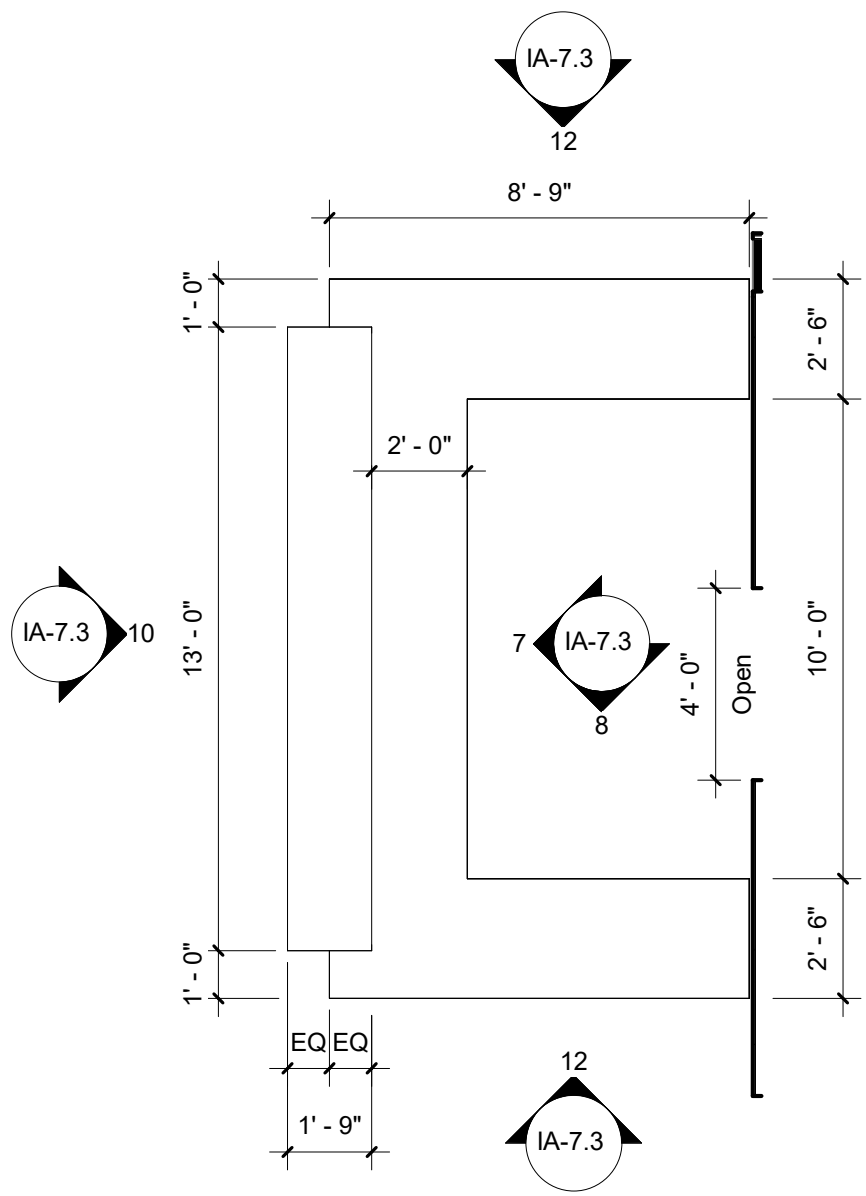 IA-7.3
12
8' - 9"
1' - 0"
2' - 6"
2' - 0"
13' - 0"
IA-7.3
10
7
IA-7.3
8
4' - 0"
Open
10' - 0"
1' - 0"
2' - 6"
EQ EQ
1' - 9"
12
IA-7.3